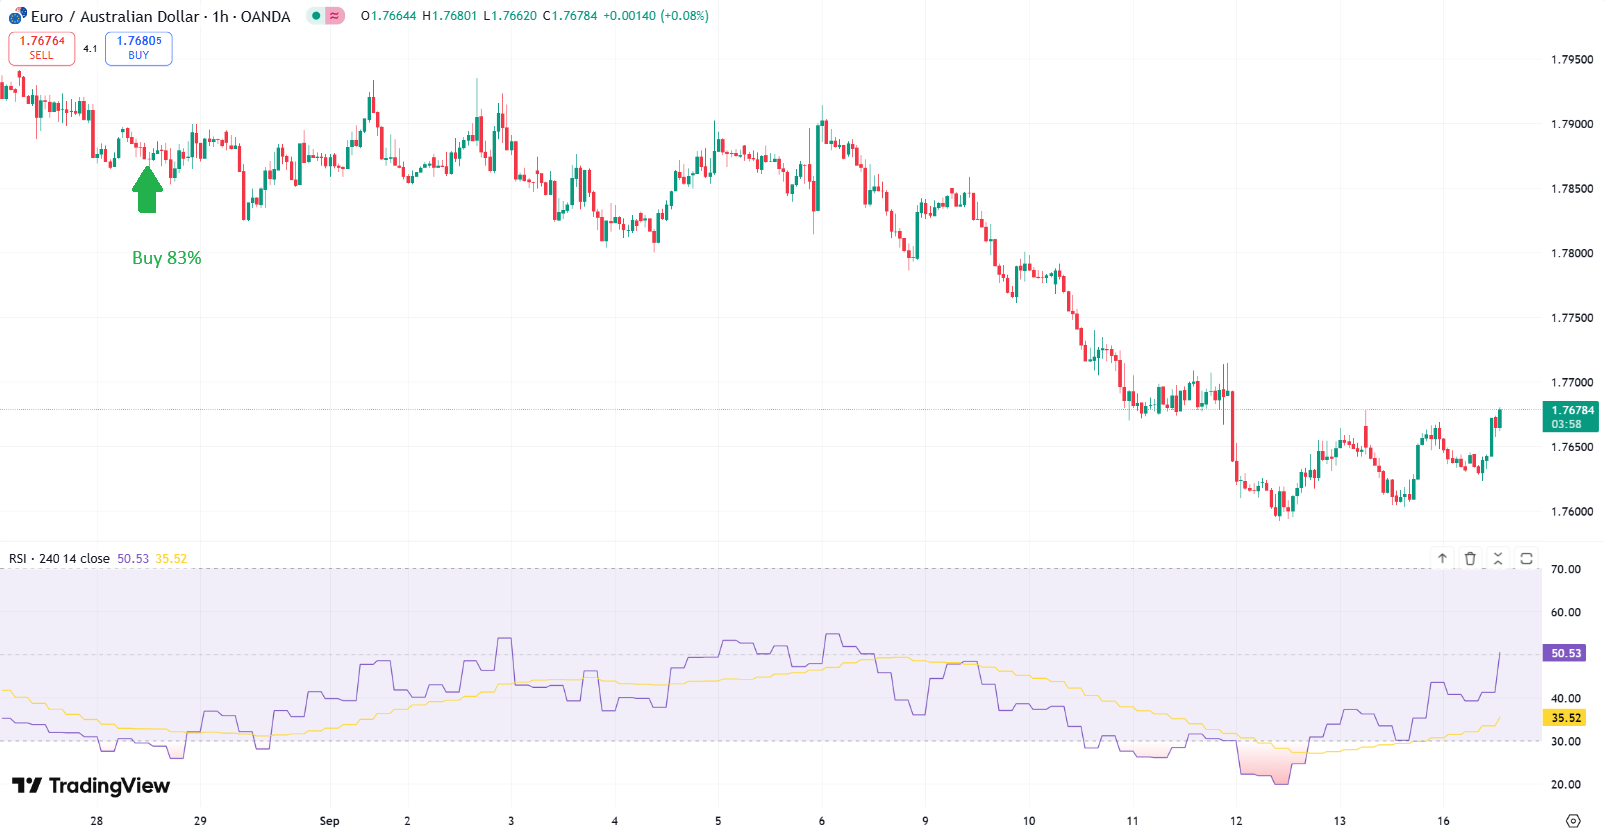 Euro / Australian Dollar · 1h · OANDA O1.76644 H1.76801 L1.76620 C1.76784 +0.00140 (+0.08%)
1.76764 SELL
4.1
1.76805 BUY
1.79500
1.79000
1.78500
1.78000
1.77500
1.77000
1.76784
03:58
1.76500
1.76000
Buy 83%
RSI · 240 14 close 50.53 35.52
70.00
60.00
50.53
40.00
35.52
30.00
20.00
TradingView
28 29 Sep 2 3 4 5 6 9 10 11 12 13 16